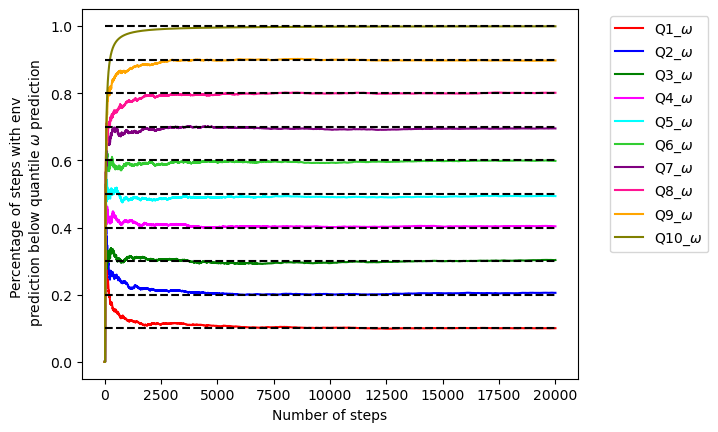 Percentage of steps with env
prediction below quantile ω prediction
1.0
0.8
0.6
0.4
0.2
0.0
0
2500
5000
7500
10000
12500
15000
17500
20000
Number of steps
Q1_ω
Q2_ω
Q3_ω
Q4_ω
Q5_ω
Q6_ω
Q7_ω
Q8_ω
Q9_ω
Q10_ω